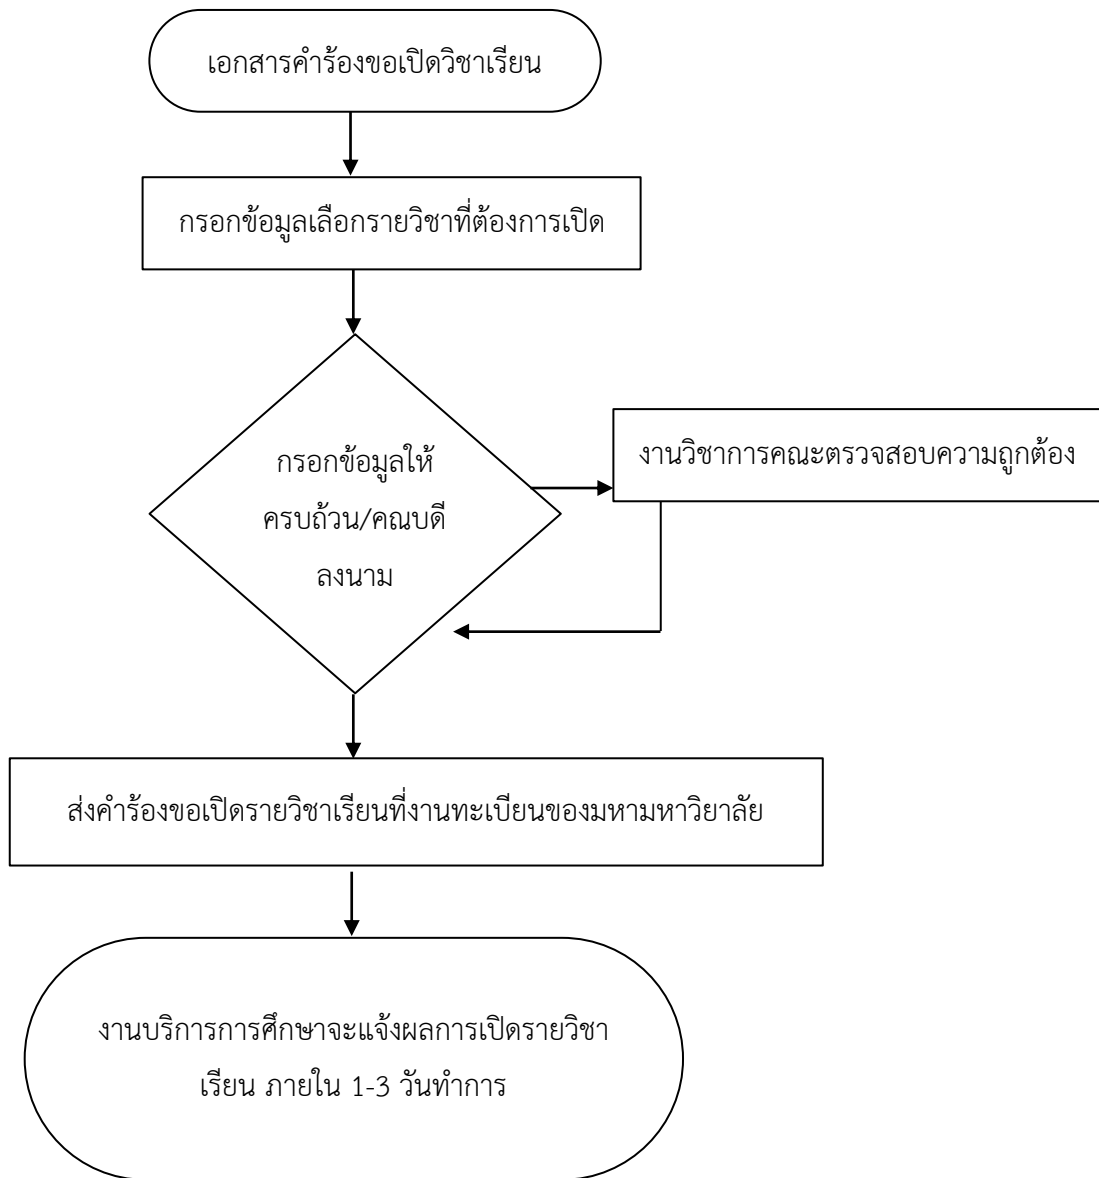 เอกสารคำร้องขอเปิดวิชาเรียน
กรอกข้อมูลเลือกรายวิชาที่ต้องการเปิด
กรอกข้อมูลให้
ครบถ้วน/คณบดี
ลงนาม
งานวิชาการคณะตรวจสอบความถูกต้อง
ส่งคำร้องขอเปิดรายวิชาเรียนที่งานทะเบียนของมหามหาวิยาลัย
งานบริการการศึกษาจะแจ้งผลการเปิดรายวิชา
เรียน ภายใน 1-3 วันทำการ